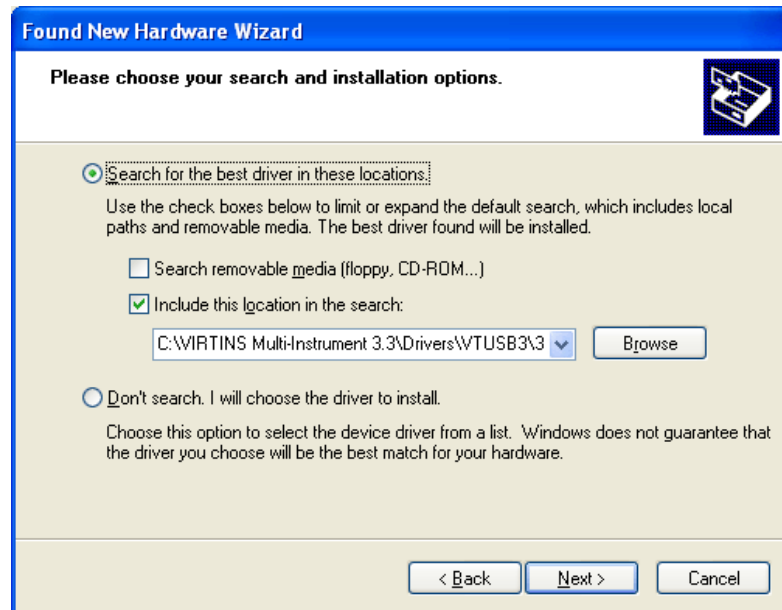 Found New Hardware Wizard
Please choose your search and installation options.
Search for the best driver in these locations.
Use the check boxes below to limit or expand the default search, which includes local
paths and removable media. The best driver found will be installed.
Search removable media (floppy, CD-ROM...)
Include this location in the search:
C:\VIRTINS Multi-Instrument 3.3\Drivers\VTUSB3\3
Browse
Don't search. I will choose the driver to install.
Choose this option to select the device driver from a list.  Windows does not guarantee that
the driver you choose will be the best match for your hardware.
< Back
Next >
Cancel